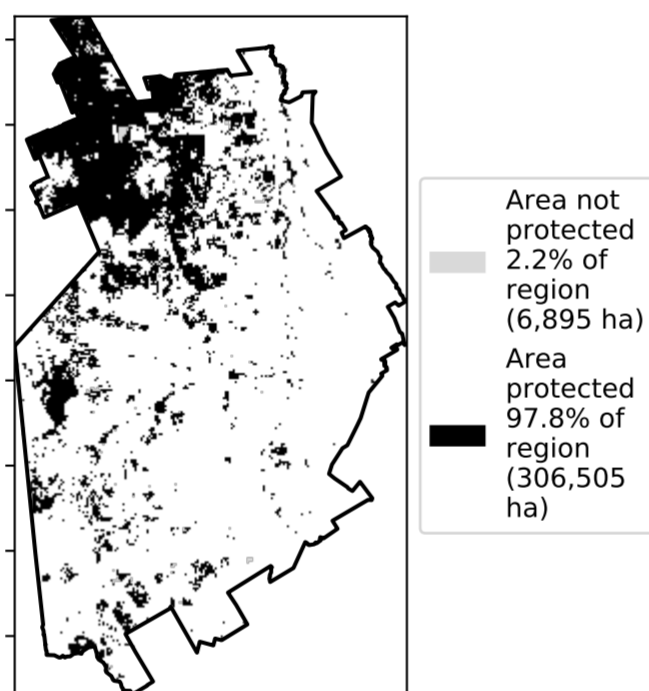 Area not
protected
2.2% of
region
(6,895 ha)
Area
protected
97.8% of
region
(306,505
ha)